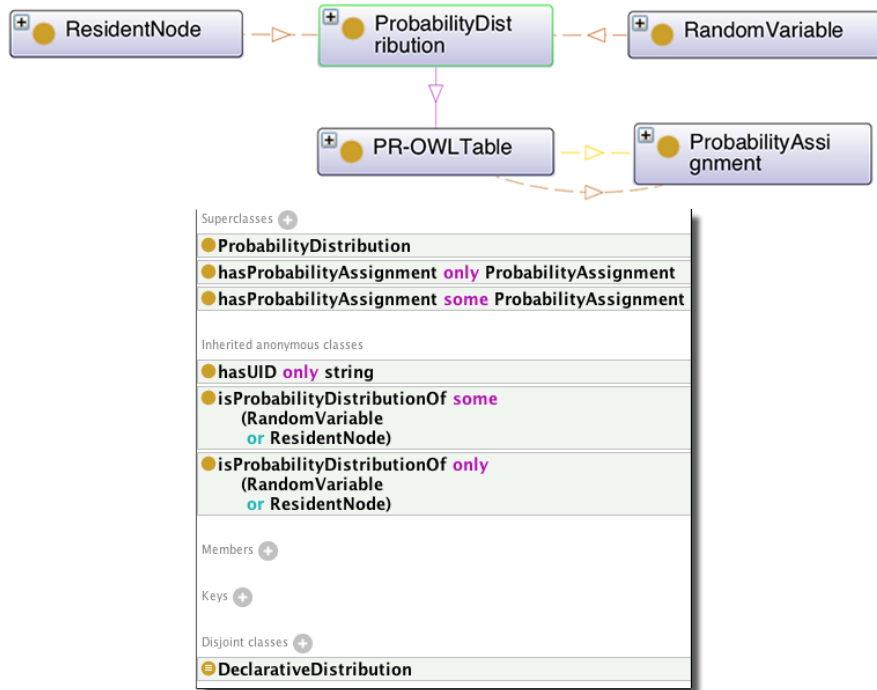 ResidentNode
ProbabilityDist
ribution
RandomVariable
PR-OWLTable
ProbabilityAssi
gnment
Superclasses
ProbabilityDistribution
hasProbabilityAssignment only ProbabilityAssignment
hasProbabilityAssignment some ProbabilityAssignment
Inherited anonymous classes
hasUID only string
isProbabilityDistributionOf some
(RandomVariable
or ResidentNode)
isProbabilityDistributionOf only
(RandomVariable
or ResidentNode)
Members
Keys
Disjoint classes
DeclarativeDistribution